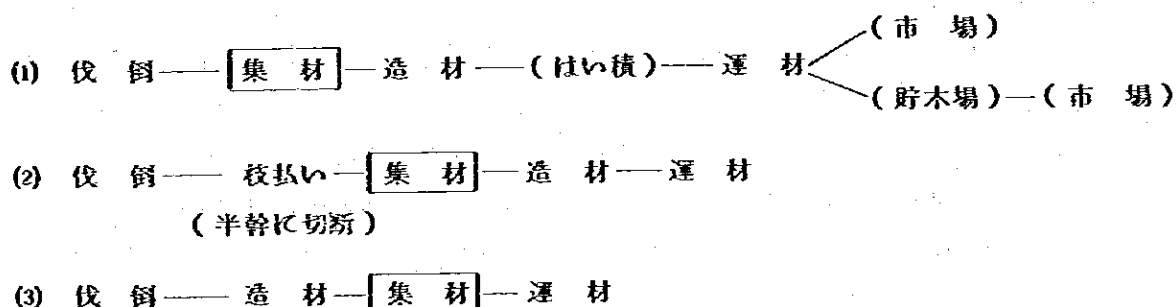 (市場)
(1) 伐倒 — 集材 — 造材 — (はい積) — 運材
(貯木場) — (市場)
(2) 伐倒 — 枝払い — 集材 — 造材 — 運材
(半幹に切断)
(3) 伐倒 — 造材 — 集材 — 運材